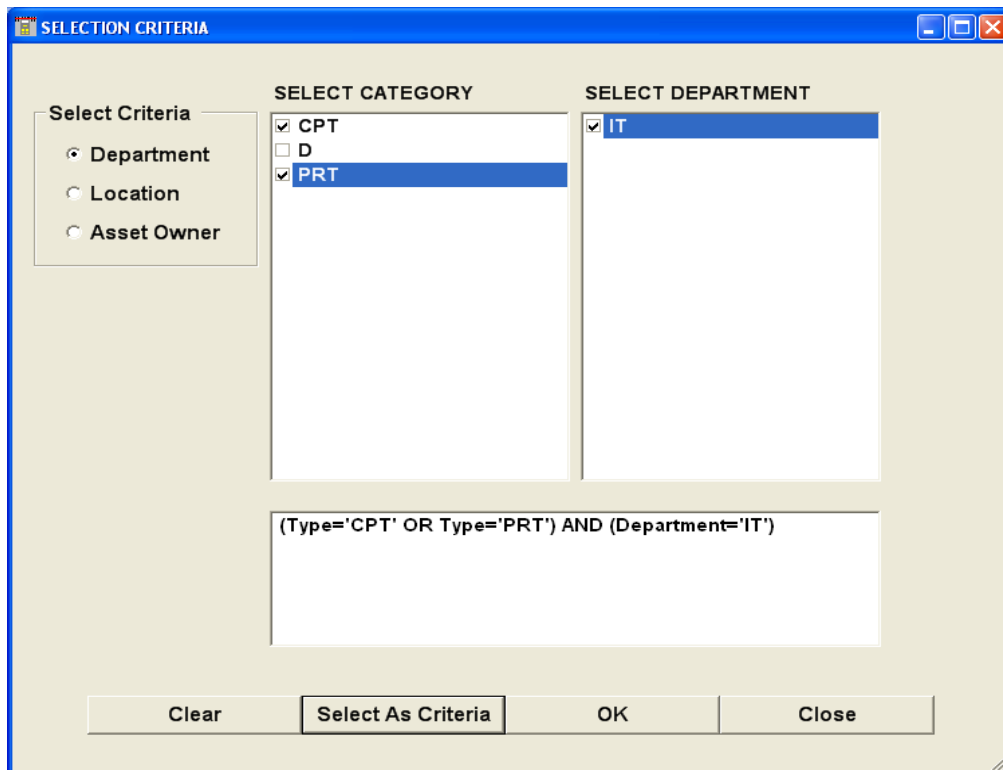 SELECTION CRITERIA
Select Criteria
Department
Location
Asset Owner
SELECT CATEGORY
CPT
D
PRT
SELECT DEPARTMENT
IT
(Type='CPT' OR Type='PRT') AND (Department='IT')
Clear
Select As Criteria
OK
Close